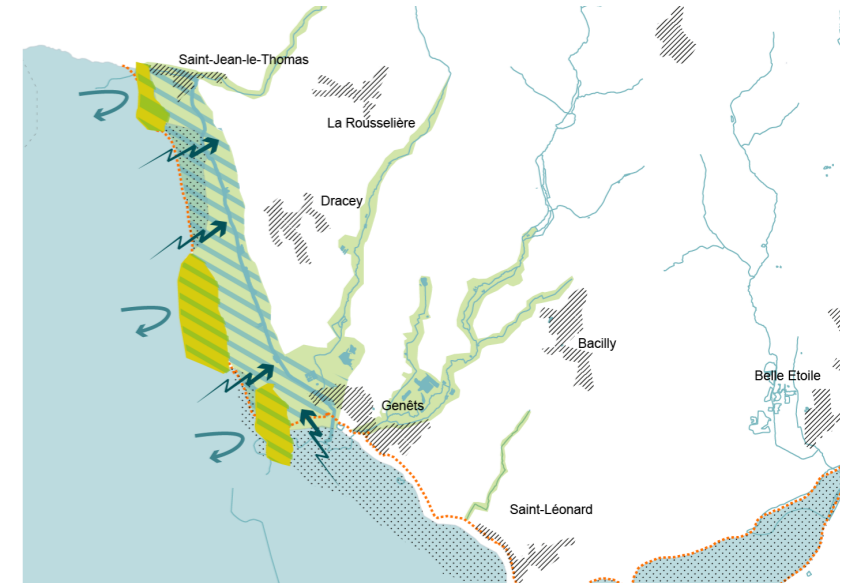 Saint-Jean-le-Thomas
La Rousselière
Dracey
Bacilly
Belle Etoile
Genêts
Saint-Léonard